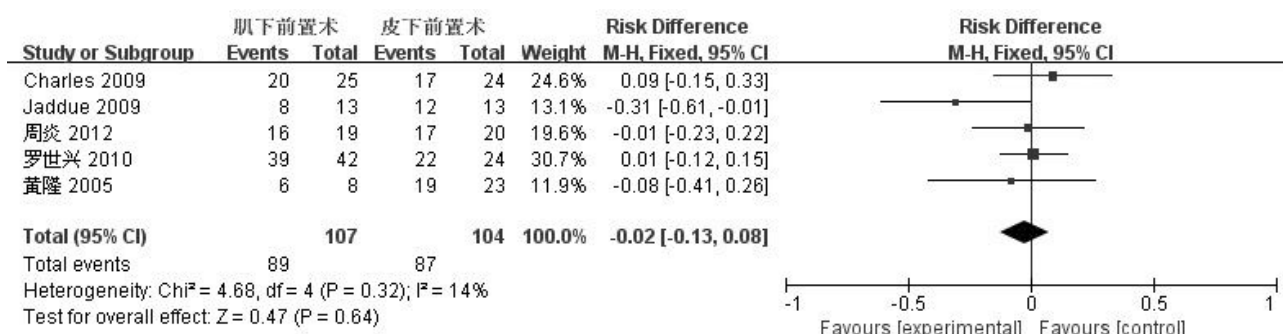 肌下前置术 皮下前置术 Risk Difference Risk Difference
Study or Subgroup Events Total Events Total Weight M-H, Fixed, 95% CI M-H, Fixed, 95% CI
Charles 2009 20 25 17 24 24.6% 0.09 [-0.15, 0.33]
Jaddue 2009 8 13 12 13 13.1% -0.31 [-0.61, -0.01]
周炎 2012 16 19 17 20 19.6% -0.01 [-0.23, 0.22]
罗世兴 2010 39 42 22 24 30.7% 0.01 [-0.12, 0.15]
黄隆 2005 6 8 19 23 11.9% -0.08 [-0.41, 0.26]
Total (95% CI) 107 104 100.0% -0.02 [-0.13, 0.08]
Total events 89 87
Heterogeneity: Chi² = 4.68, df = 4 (P = 0.32); I² = 14%
Test for overall effect: Z = 0.47 (P = 0.64)
-1 -0.5 0 0.5 1
Favours [experimental] Favours [control]